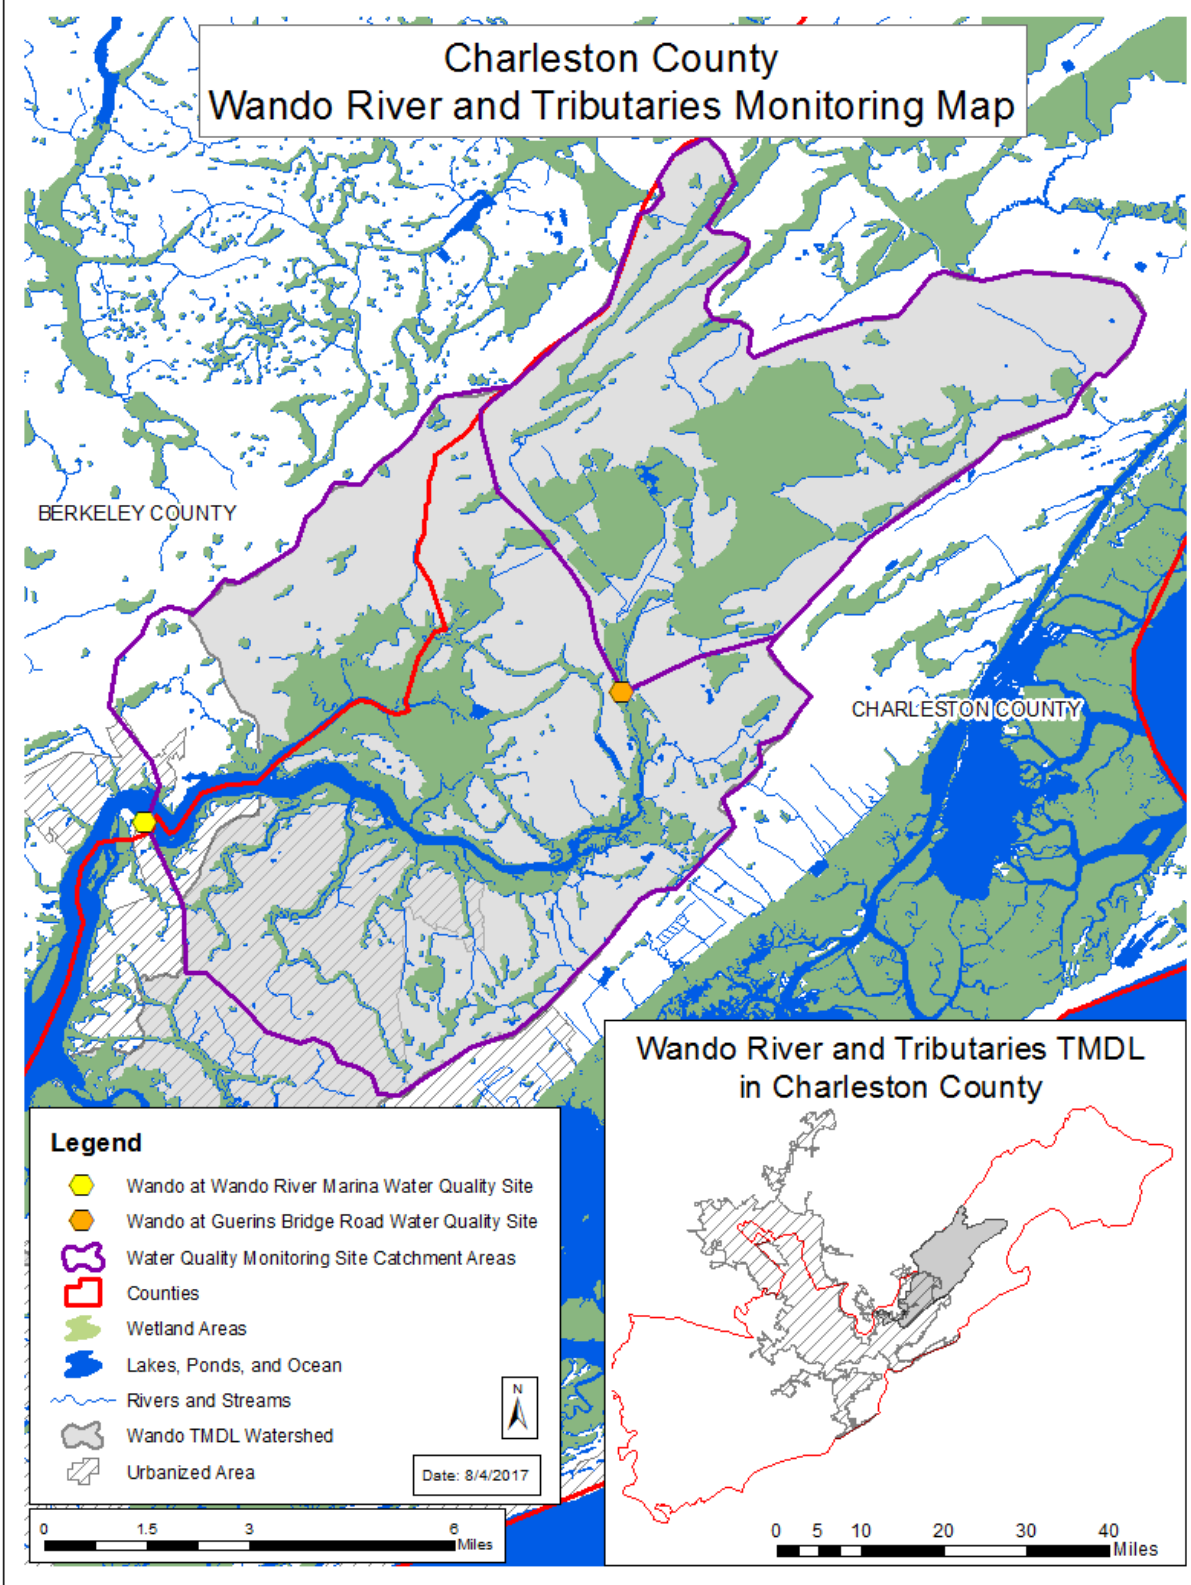 Charleston County
Wando River and Tributaries Monitoring Map
BERKELEY COUNTY
CHARLESTON COUNTY
Wando River and Tributaries TMDL
in Charleston County
0 5 10 20 30 40
Miles
Legend
Wando at Wando River Marina Water Quality Site
Wando at Guerins Bridge Road Water Quality Site
Water Quality Monitoring Site Catchment Areas
Counties
Wetland Areas
Lakes, Ponds, and Ocean
Rivers and Streams
Wando TMDL Watershed
Urbanized Area
N
Date: 8/4/2017
0 1.5 3 6
Miles